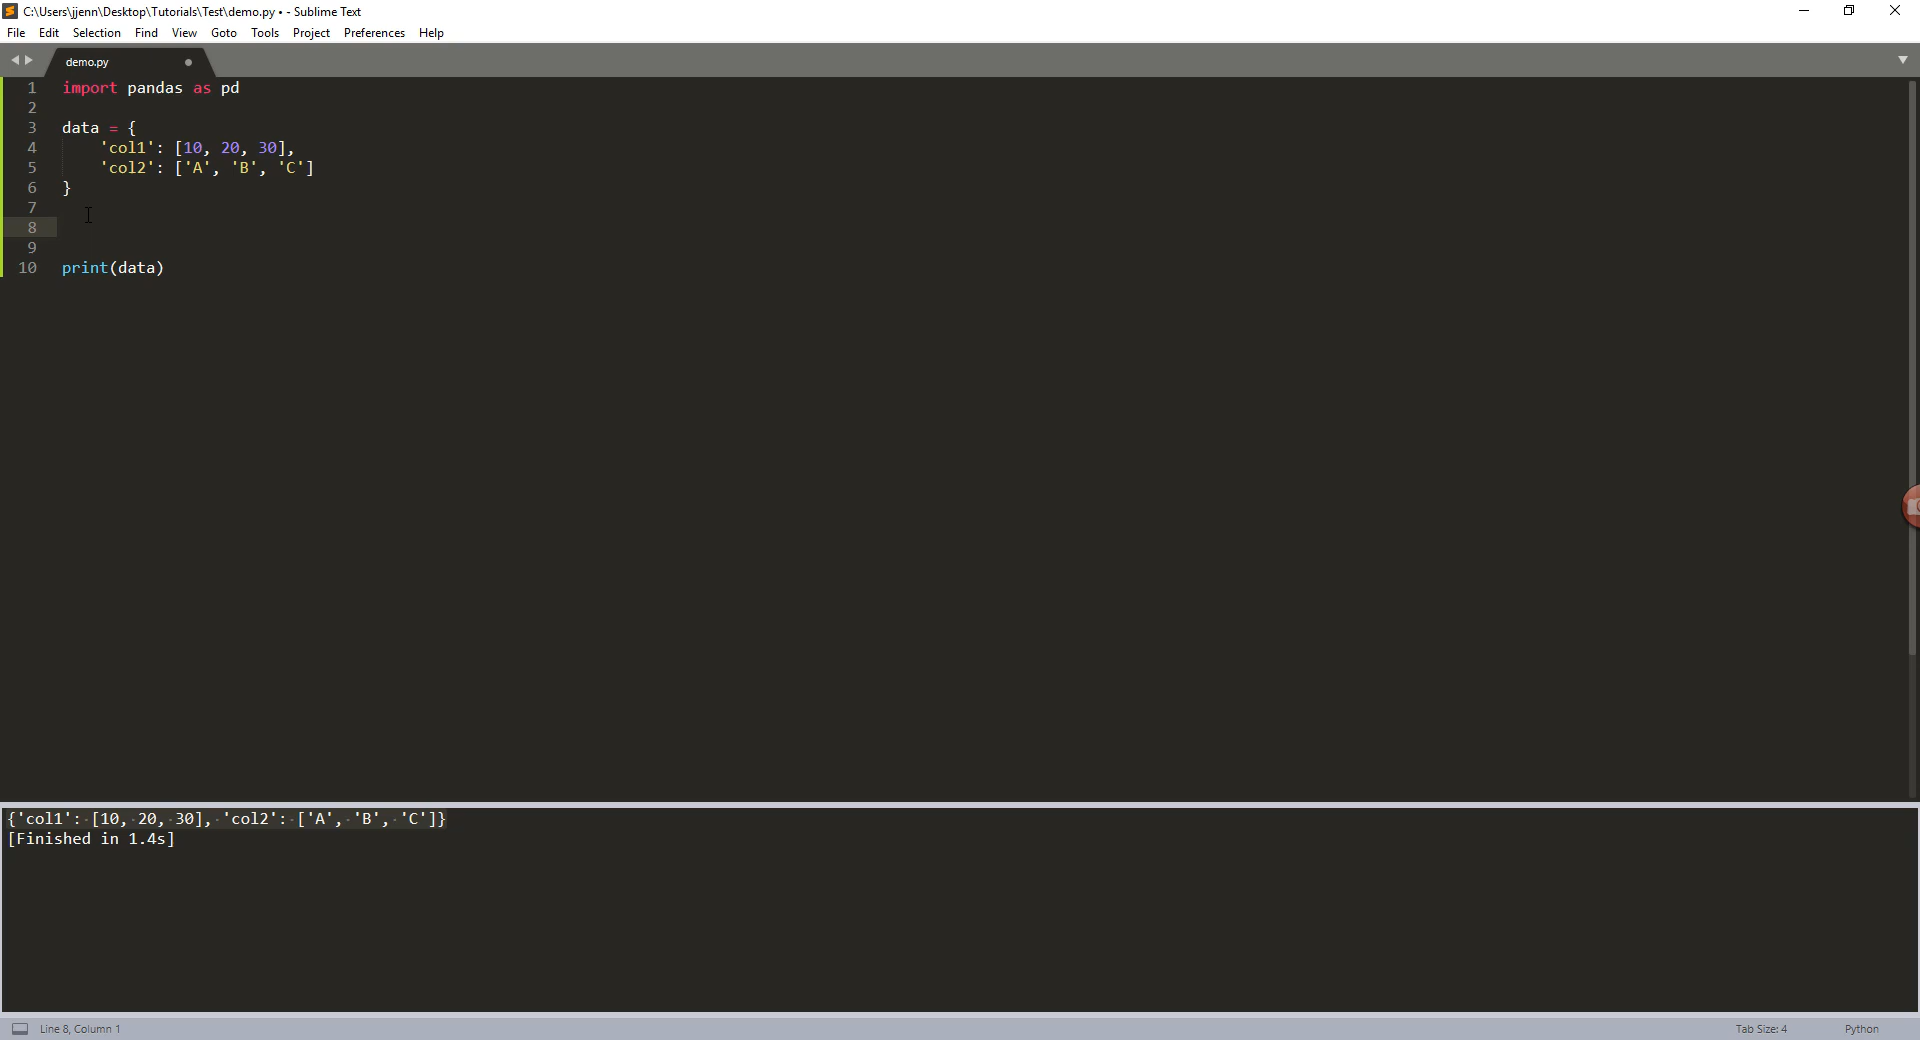 C:\Users\jjenn\Desktop\Tutorials\Test\demo.py • - Sublime Text
File Edit Selection Find View Goto Tools Project Preferences Help
demo.py
1 import pandas as pd
2
3 data = {
4 'col1': [10, 20, 30],
5 'col2': ['A', 'B', 'C']
6 }
7
8
9
10 print(data)
{'col1': [10, 20, 30], 'col2': ['A', 'B', 'C']}
[Finished in 1.4s]
Line 8, Column 1 Tab Size: 4 Python